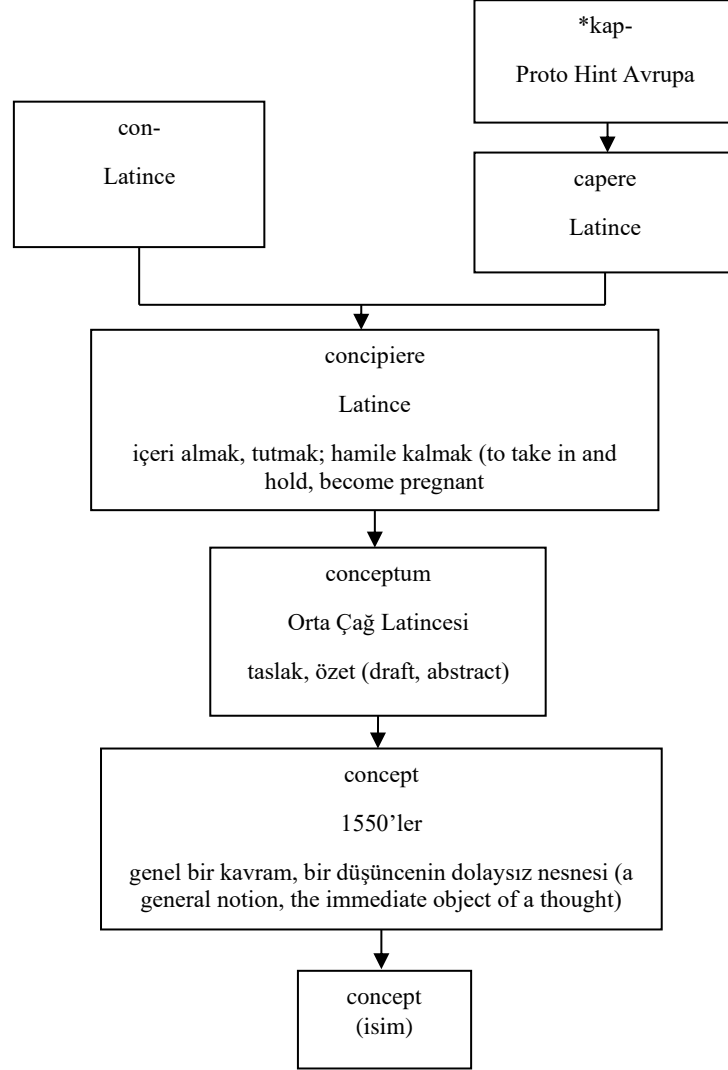 *kap-
Proto Hint Avrupa
con-
Latince
capere
Latince
concipiere
Latince
içeri almak, tutmak; hamile kalmak (to take in and
hold, become pregnant
conceptum
Orta Çağ Latincesi
taslak, özet (draft, abstract)
concept
1550’ler
genel bir kavram, bir düşüncenin dolaysız nesnesi (a
general notion, the immediate object of a thought)
concept
(isim)